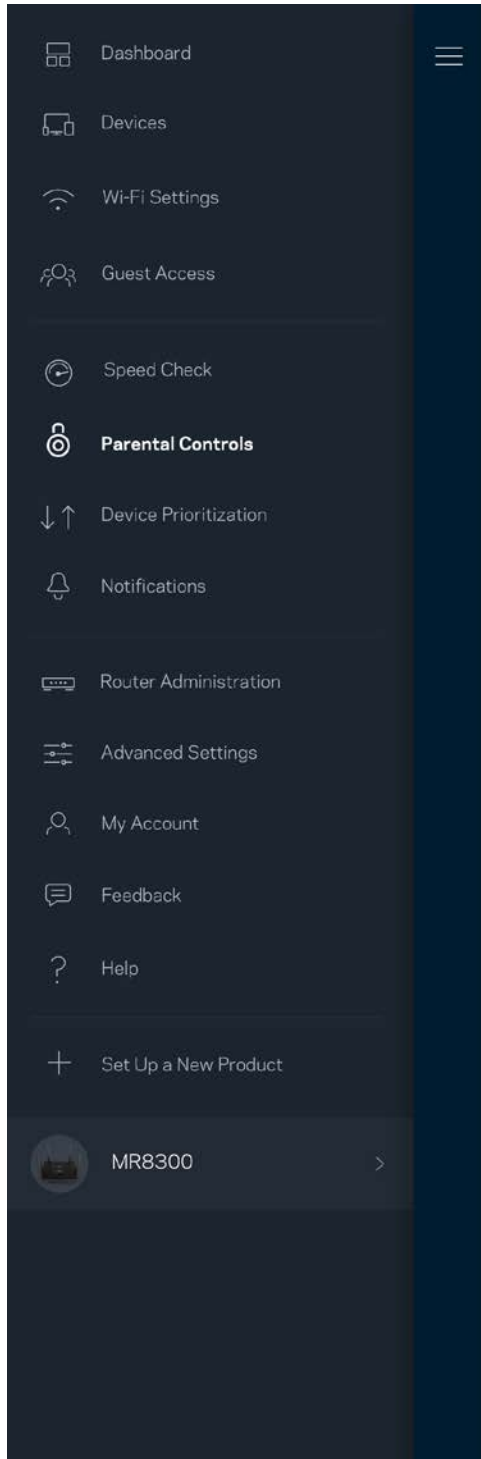 Dashboard
Devices
Wi-Fi Settings
Guest Access
Speed Check
Parental Controls
Device Prioritization
Notifications
Router Administration
Advanced Settings
My Account
Feedback
Help
Set Up a New Product
MR8300